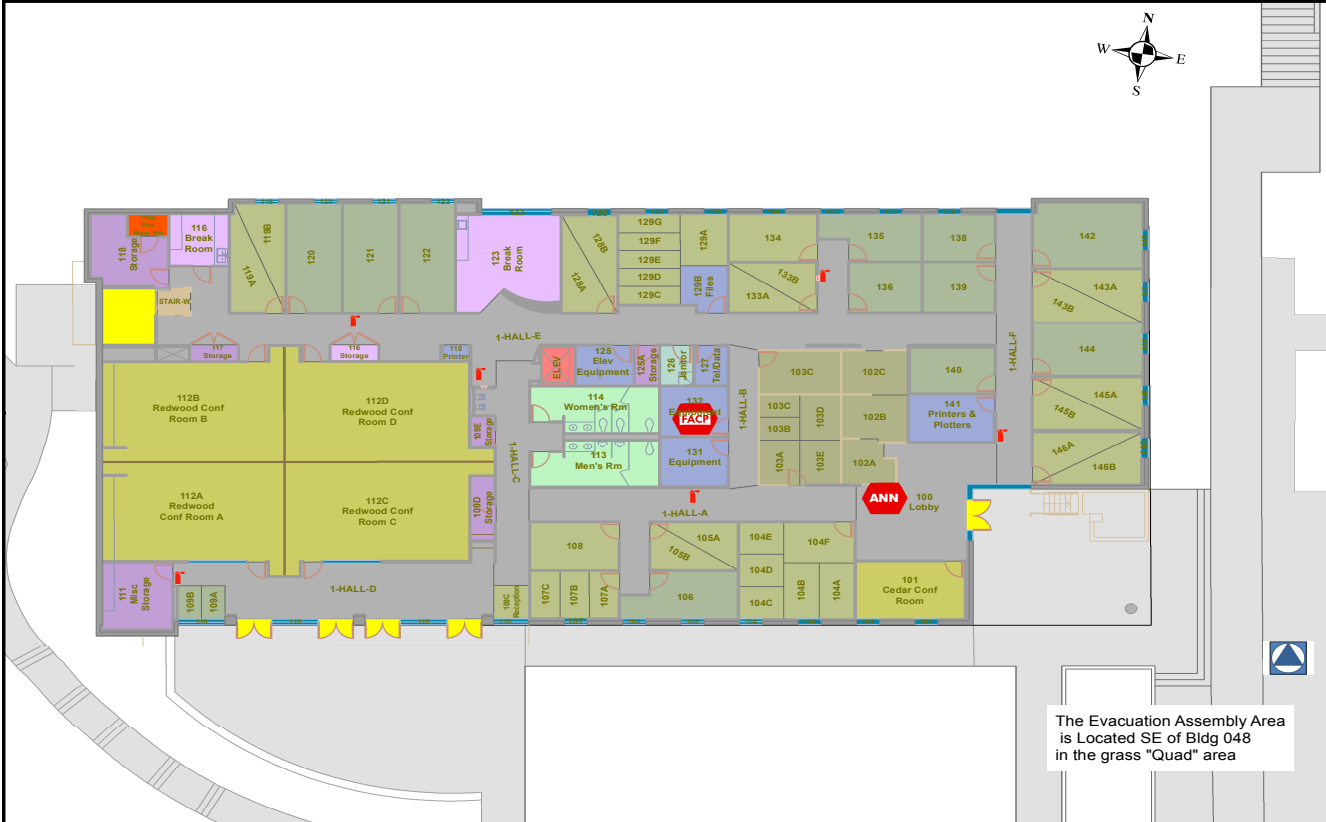 N
W
E
S
118
Storage
116
Break
Room
119B
119A
120
121
122
123
Break
Room
128B
128A
129G
129F
129E
129D
129C
129A
129B
Files
134
133B
133A
135
138
136
139
142
143A
143B
144
145A
145B
146A
146B
STAIR-W
117
Storage
116
Storage
110
Printer
1-HALL-E
ELEV
125
Elev
Equipment
125A
Storage
126
Janitor
127
Tel/Data
1-HALL-B
103C
102C
140
1-HALL-F
112B
Redwood Conf
Room B
112D
Redwood Conf
Room D
109E
Storage
1-HALL-C
114
Women's Rm
132
Equipment
FACP
103C
103B
103D
102B
141
Printers &
Plotters
113
Men's Rm
131
Equipment
103A
103E
102A
112A
Redwood
Conf Room A
112C
Redwood Conf
Room C
109D
Storage
1-HALL-A
ANN
100
Lobby
108
105A
105B
104E
104F
104D
104C
104B
104A
101
Cedar Conf
Room
111
Misc
Storage
109B
109A
1-HALL-D
109C
Reception
107C
107B
107A
106
The Evacuation Assembly Area
is Located SE of Bldg 048
in the grass "Quad" area